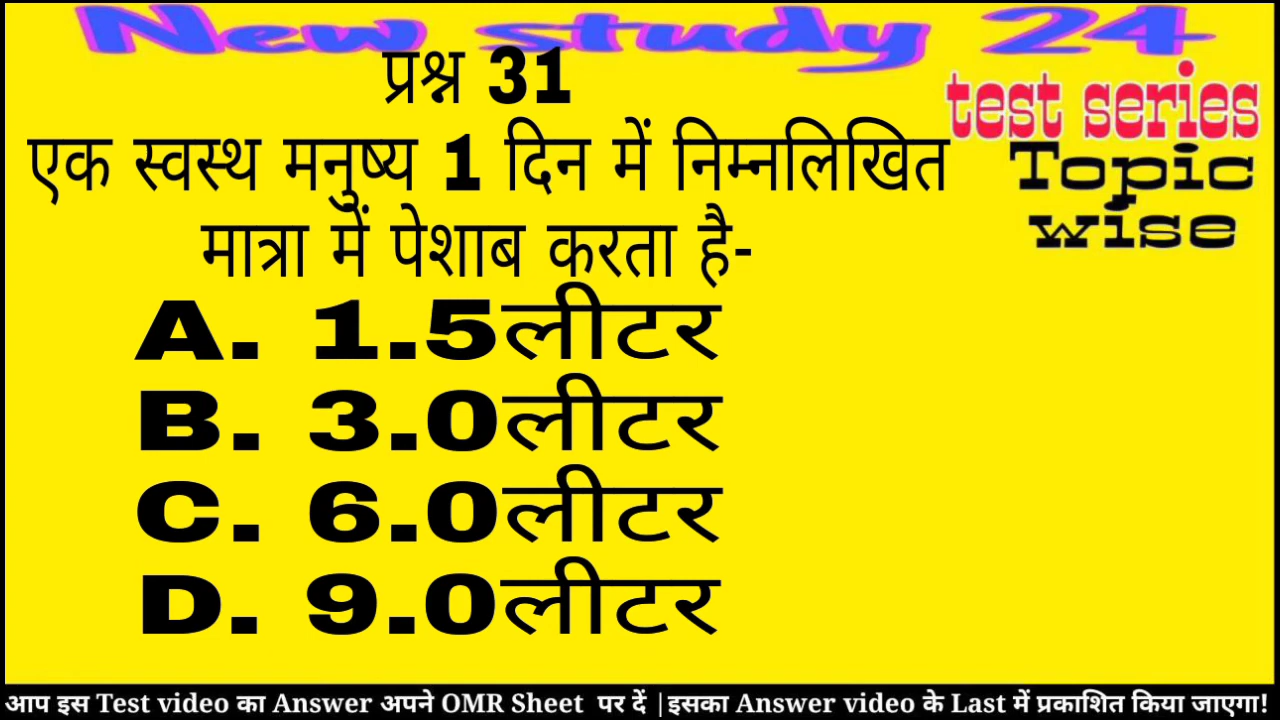 New study 24
प्रश्न 31
test series
Topic
wise
एक स्वस्थ मनुष्य 1 दिन में निम्नलिखित
मात्रा में पेशाब करता है-
A. 1.5लीटर
B. 3.0लीटर
C. 6.0लीटर
D. 9.0लीटर
आप इस Test video का Answer अपने OMR Sheet पर दें |इसका Answer video के Last में प्रकाशित किया जाएगा!